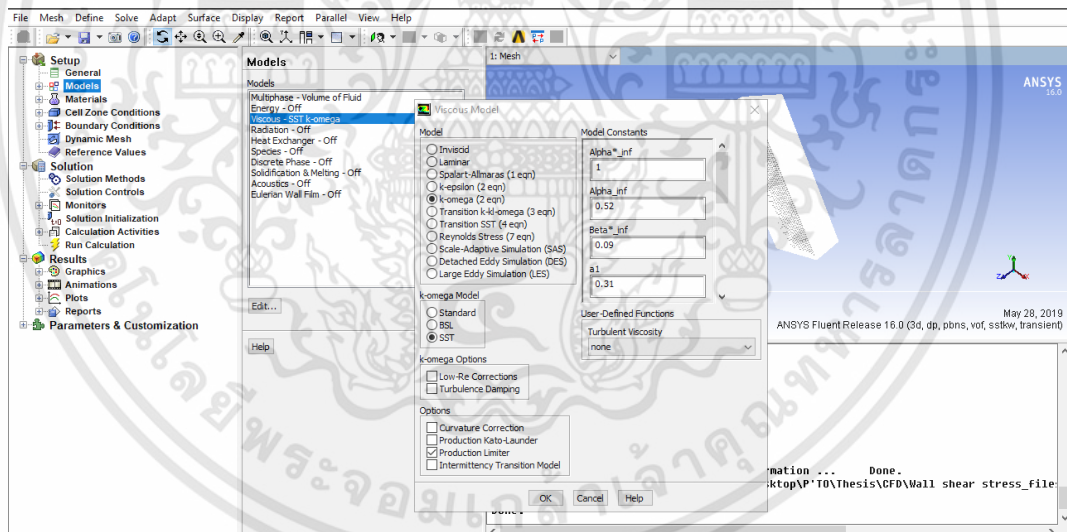 File Mesh Define Solve Adapt Surface Display Report Parallel View Help
Setup
General
Models
Materials
Cell Zone Conditions
Boundary Conditions
Dynamic Mesh
Reference Values
Solution
Solution Methods
Solution Controls
Monitors
Solution Initialization
Calculation Activities
Run Calculation
Results
Graphics
Animations
Plots
Reports
Parameters & Customization
Models
Models
Multiphase - Volume of Fluid
Energy - Off
Viscous - SST k-omega
Radiation - Off
Heat Exchanger - Off
Species - Off
Discrete Phase - Off
Solidification & Melting - Off
Acoustics - Off
Eulerian Wall Film - Off
Edit...
Help
Viscous Model
Model
Inviscid
Laminar
Spalart-Allmaras (1 eqn)
k-epsilon (2 eqn)
k-omega (2 eqn)
Transition k-kl-omega (3 eqn)
Transition SST (4 eqn)
Reynolds Stress (7 eqn)
Scale-Adaptive Simulation (SAS)
Detached Eddy Simulation (DES)
Large Eddy Simulation (LES)
k-omega Model
Standard
BSL
SST
k-omega Options
Low-Re Corrections
Turbulence Damping
Options
Curvature Correction
Production Kato-Launder
Production Limiter
Intermittency Transition Model
Model Constants
Alpha*_inf
1
Alpha_inf
0.52
Beta*_inf
0.09
a1
0.31
User-Defined Functions
Turbulent Viscosity
none
OK Cancel Help
1: Mesh
ANSYS
16.0
May 28, 2019
ANSYS Fluent Release 16.0 (3d, dp, pbns, vof, sstkw, transient)
rmation ... Done.
sktop\P'TO\Thesis\CFD\Wall shear stress_file
Done.